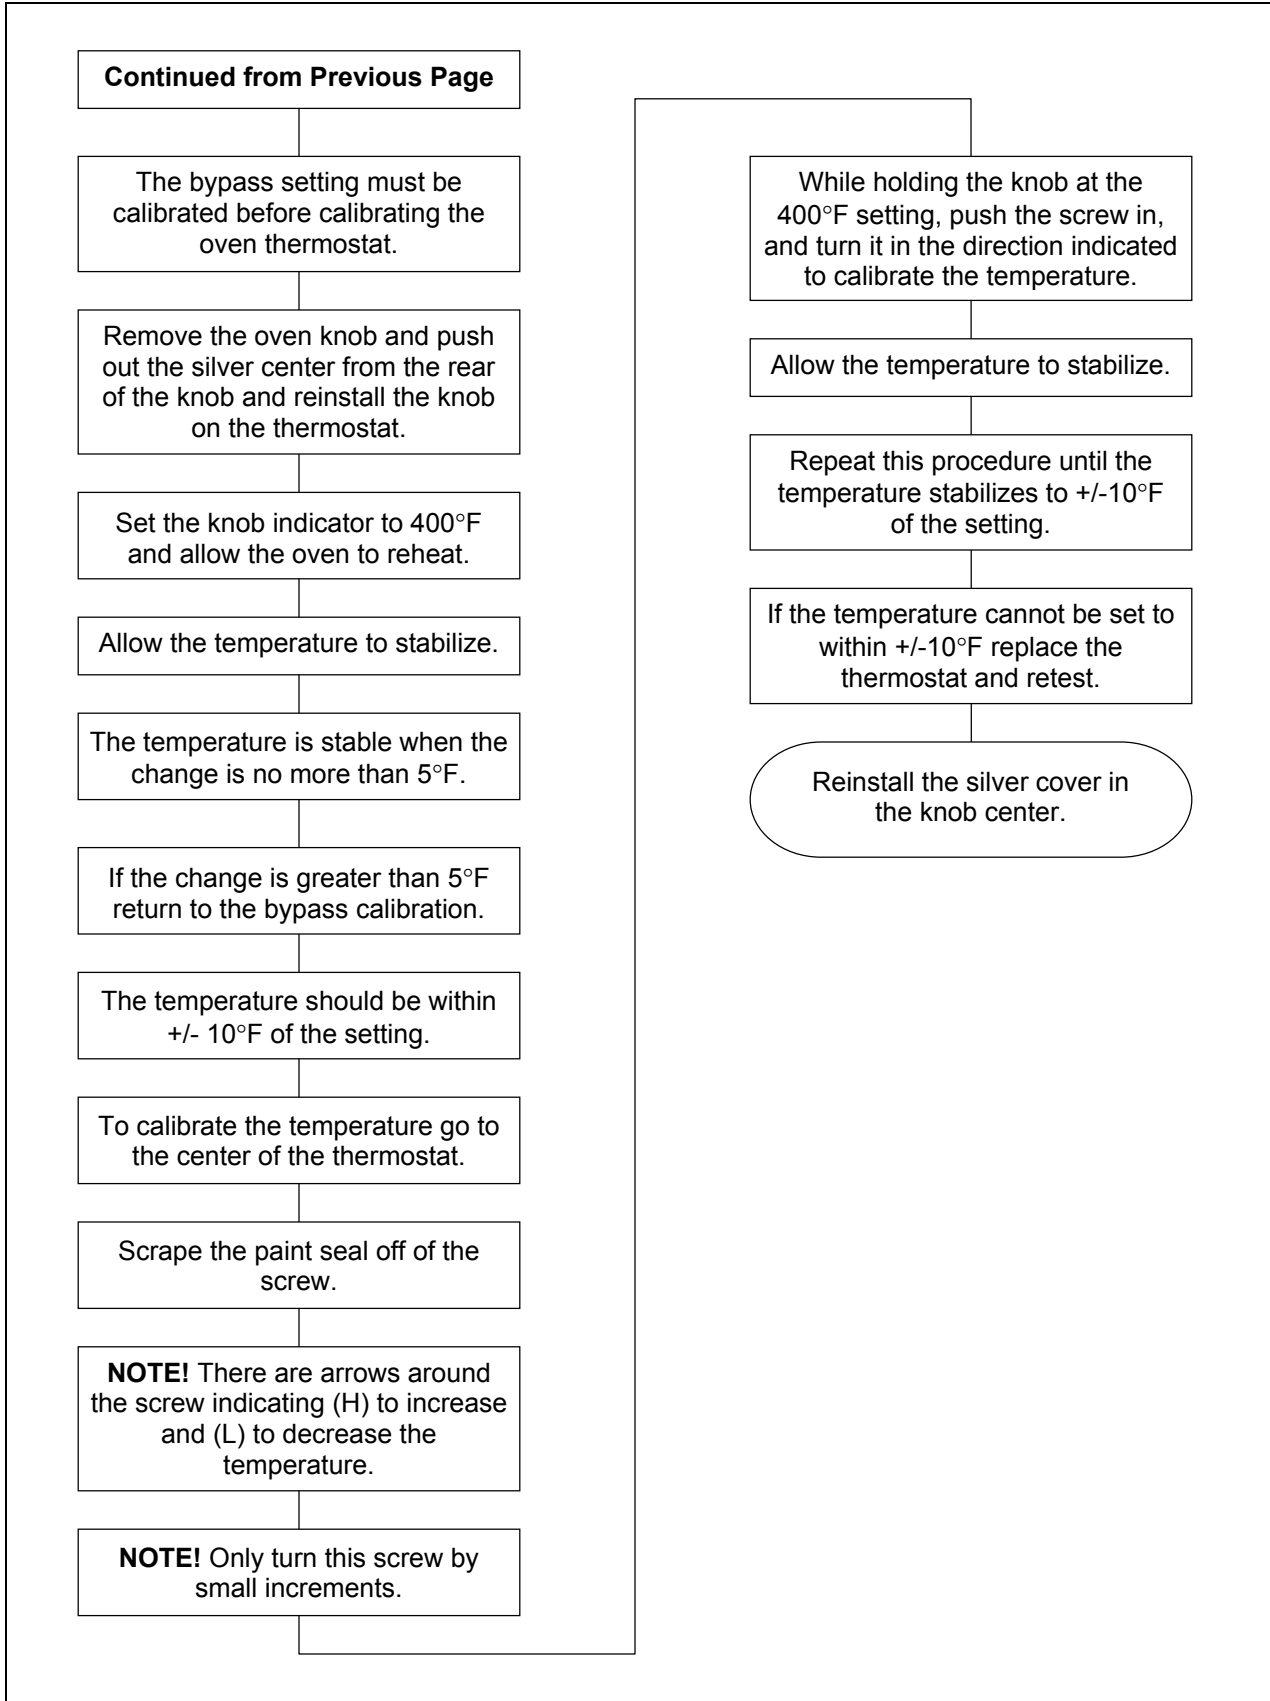 Continued from Previous Page
The bypass setting must be
calibrated before calibrating the
oven thermostat.
Remove the oven knob and push
out the silver center from the rear
of the knob and reinstall the knob
on the thermostat.
Set the knob indicator to 400°F
and allow the oven to reheat.
Allow the temperature to stabilize.
The temperature is stable when the
change is no more than 5°F.
If the change is greater than 5°F
return to the bypass calibration.
The temperature should be within
+/- 10°F of the setting.
To calibrate the temperature go to
the center of the thermostat.
Scrape the paint seal off of the
screw.
NOTE! There are arrows around
the screw indicating (H) to increase
and (L) to decrease the
temperature.
NOTE! Only turn this screw by
small increments.
While holding the knob at the
400°F setting, push the screw in,
and turn it in the direction indicated
to calibrate the temperature.
Allow the temperature to stabilize.
Repeat this procedure until the
temperature stabilizes to +/-10°F
of the setting.
If the temperature cannot be set to
within +/-10°F replace the
thermostat and retest.
Reinstall the silver cover in
the knob center.